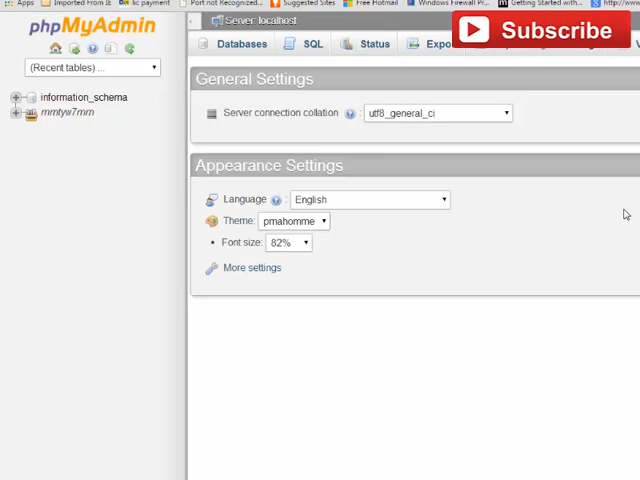 Apps Imported From IE lic payment Port not Recognized... Suggested Sites Free Hotmail Windows Firewall Pr Getting Started with...
phpMyAdmin
Server: localhost
Subscribe
Databases SQL Status Expo
(Recent tables) ...
General Settings
information_schema
mmtyw7mm
Server connection collation : utf8_general_ci
Appearance Settings
Language : English
Theme: pmahomme
• Font size: 82%
More settings